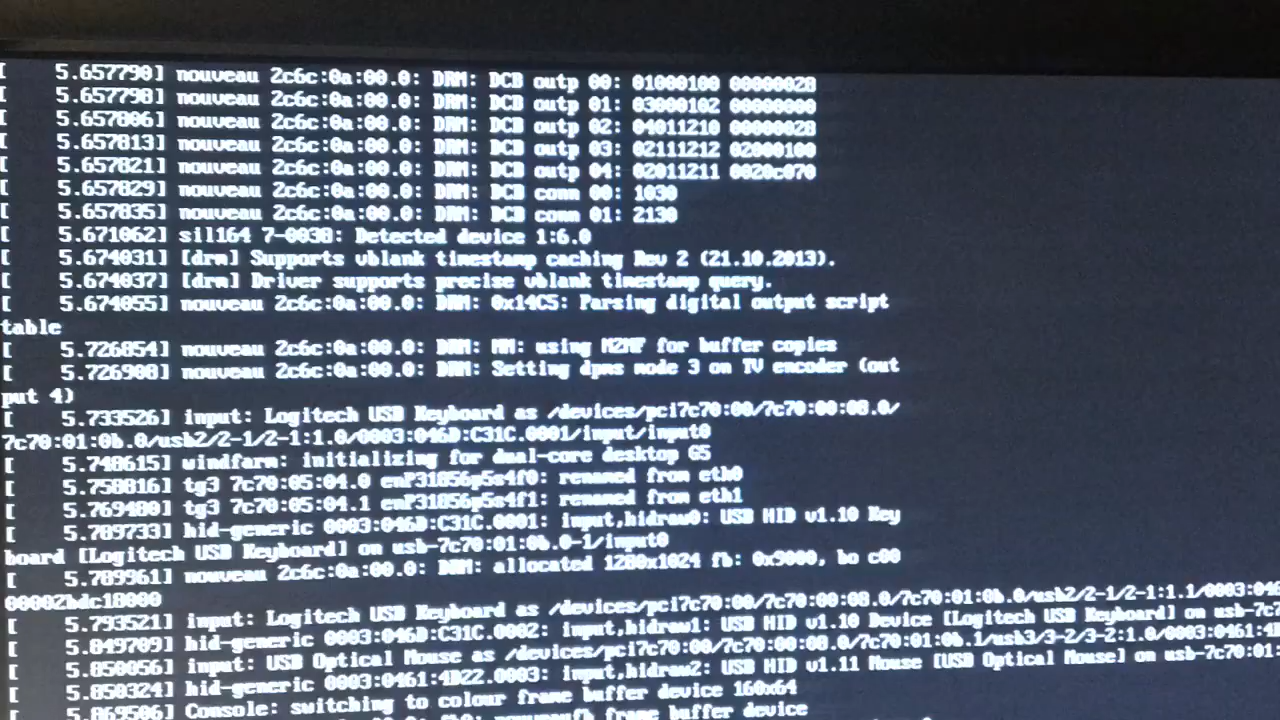 [    5.657790] nouveau 2c6c:0a:00.0: DRM: DCB outp 00: 01000100 00000028
[    5.657798] nouveau 2c6c:0a:00.0: DRM: DCB outp 01: 03000102 00000000
[    5.657806] nouveau 2c6c:0a:00.0: DRM: DCB outp 02: 04011210 00000028
[    5.657813] nouveau 2c6c:0a:00.0: DRM: DCB outp 03: 02111212 02000100
[    5.657821] nouveau 2c6c:0a:00.0: DRM: DCB outp 04: 02011211 0020c070
[    5.657829] nouveau 2c6c:0a:00.0: DRM: DCB conn 00: 1030
[    5.657835] nouveau 2c6c:0a:00.0: DRM: DCB conn 01: 2130
[    5.671062] sil164 7-0038: Detected device 1:6.0
[    5.674031] [drm] Supports vblank timestamp caching Rev 2 (21.10.2013).
[    5.674037] [drm] Driver supports precise vblank timestamp query.
[    5.674055] nouveau 2c6c:0a:00.0: DRM: 0x14C5: Parsing digital output script
table
[    5.726854] nouveau 2c6c:0a:00.0: DRM: MM: using M2MF for buffer copies
[    5.726908] nouveau 2c6c:0a:00.0: DRM: Setting dpms mode 3 on TV encoder (out
put 4)
[    5.733526] input: Logitech USB Keyboard as /devices/pci7c70:00/7c70:00:08.0/
7c70:01:0b.0/usb2/2-1/2-1:1.0/0003:046D:C31C.0001/input/input0
[    5.748615] windfarm: initializing for dual-core desktop G5
[    5.758816] tg3 7c70:05:04.0 enP31856p5s4f0: renamed from eth0
[    5.769480] tg3 7c70:05:04.1 enP31856p5s4f1: renamed from eth1
[    5.789733] hid-generic 0003:046D:C31C.0001: input,hidraw0: USB HID v1.10 Key
board [Logitech USB Keyboard] on usb-7c70:01:0b.0-1/input0
[    5.789961] nouveau 2c6c:0a:00.0: DRM: allocated 1280x1024 fb: 0x9000, bo c00
00002bdc18000
[    5.793521] input: Logitech USB Keyboard as /devices/pci7c70:00/7c70:00:08.0/7c70:01:0b.0/usb2/2-1/2-1:1.1/0003:046
[    5.849709] hid-generic 0003:046D:C31C.0002: input,hidraw1: USB HID v1.10 Device [Logitech USB Keyboard] on usb-7c7
[    5.850056] input: USB Optical Mouse as /devices/pci7c70:00/7c70:00:08.0/7c70:01:0b.1/usb3/3-2/3-2:1.0/0003:0461:4D
[    5.850324] hid-generic 0003:0461:4D22.0003: input,hidraw2: USB HID v1.11 Mouse [USB Optical Mouse] on usb-7c70:01:
[    5.869506] Console: switching to colour frame buffer device 160x64
nouveaufb frame buffer device